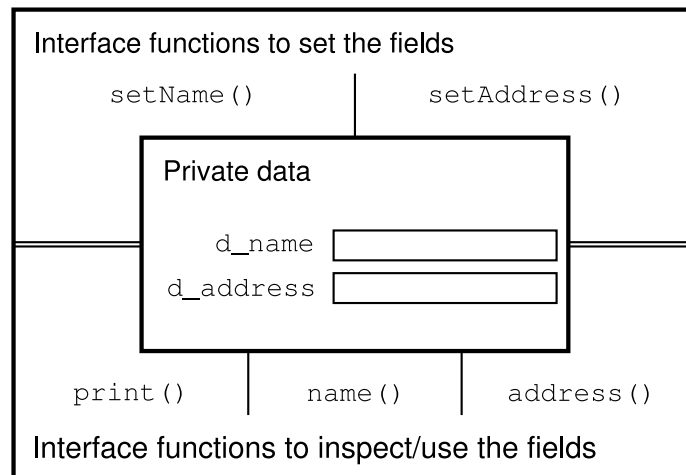 Interface functions to set the fields
setName() setAddress()
Private data
d_name
d_address
print() name() address()
Interface functions to inspect/use the fields